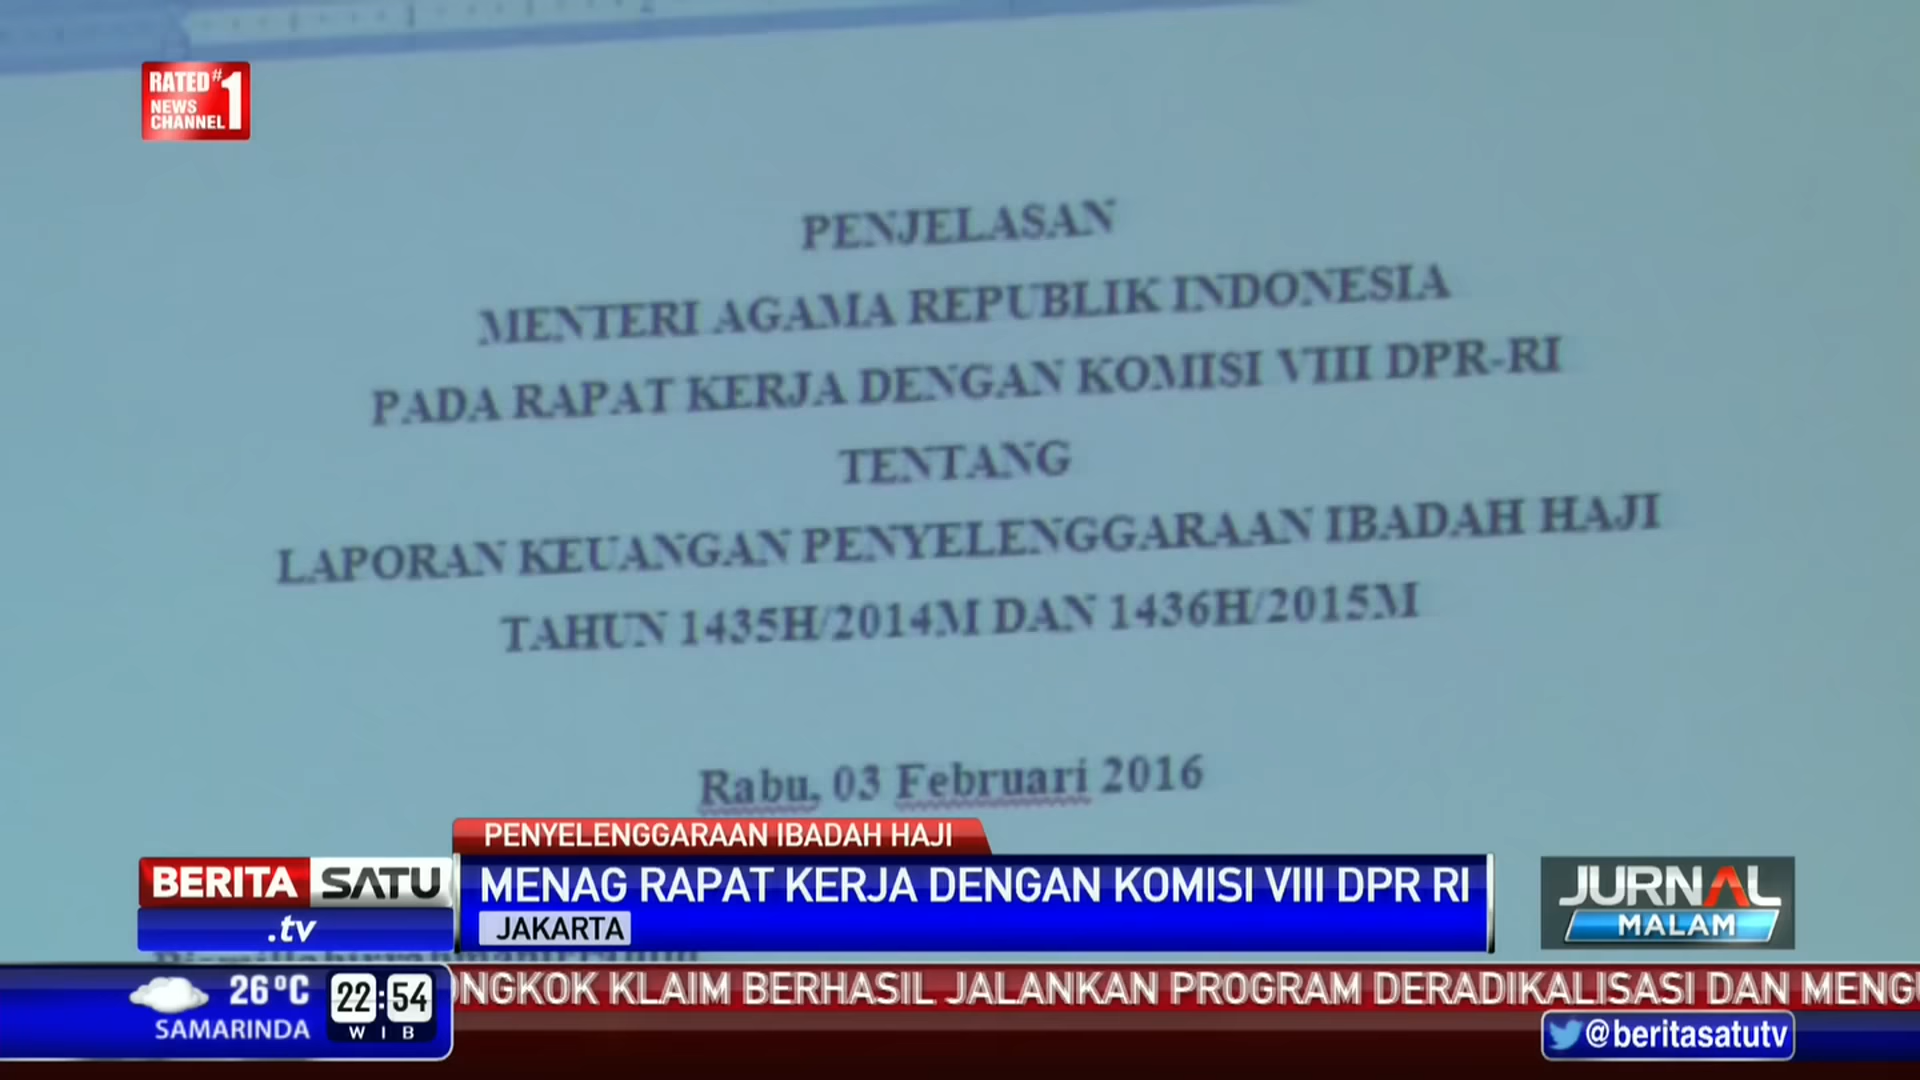 RATED #1
NEWS
CHANNEL
PENJELASAN
MENTERI AGAMA REPUBLIK INDONESIA
PADA RAPAT KERJA DENGAN KOMISI VIII DPR-RI
TENTANG
LAPORAN KEUANGAN PENYELENGGARAAN IBADAH HAJI
TAHUN 1435H/2014M DAN 1436H/2015M
Rabu, 03 Februari 2016
PENYELENGGARAAN IBADAH HAJI
BERITA SATU
.tv
MENAG RAPAT KERJA DENGAN KOMISI VIII DPR RI
JAKARTA
JURNAL
MALAM
26°C
SAMARINDA
22:54
WIB
KLAIM BERHASIL JALANKAN PROGRAM DERADIKALISASI DAN
@beritasatutv